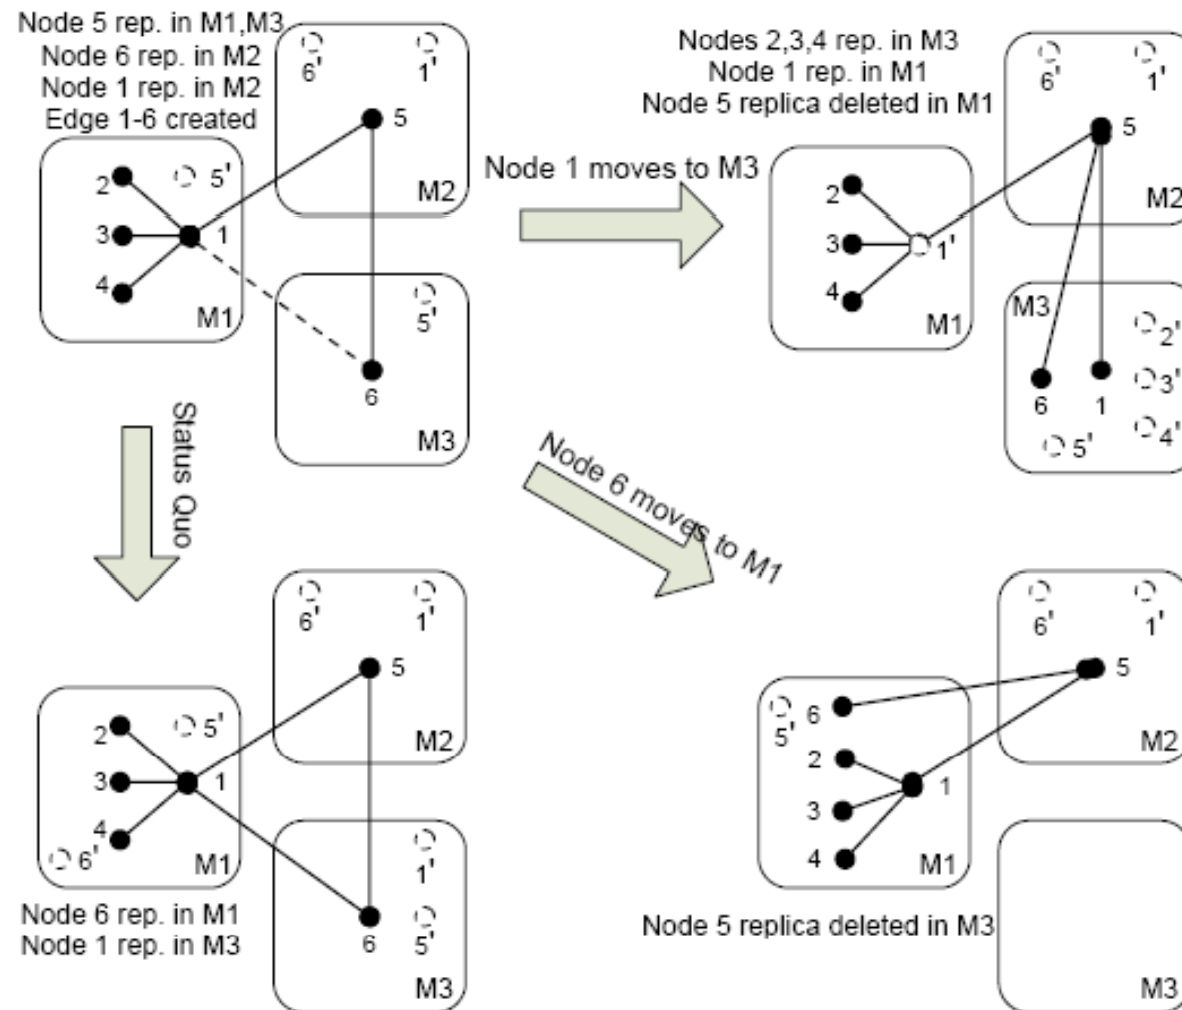 Node 5 rep. in M1,M3
Node 6 rep. in M2
Node 1 rep. in M2
Edge 1-6 created
6'
1'
5
M2
2
5'
3
1
4
M1
5'
6
M3
Node 1 moves to M3
Nodes 2,3,4 rep. in M3
Node 1 rep. in M1
Node 5 replica deleted in M1
6'
1'
5
M2
2
3
1'
4
M1
M3
2'
3'
6
1
4'
5'
Status Quo
Node 6 moves to M1
6'
1'
5
M2
2
5'
3
1
4
6'
M1
1'
6
5'
M3
Node 6 rep. in M1
Node 1 rep. in M3
6'
1'
5
M2
6
5'
2
1
3
4
M1
Node 5 replica deleted in M3
M3